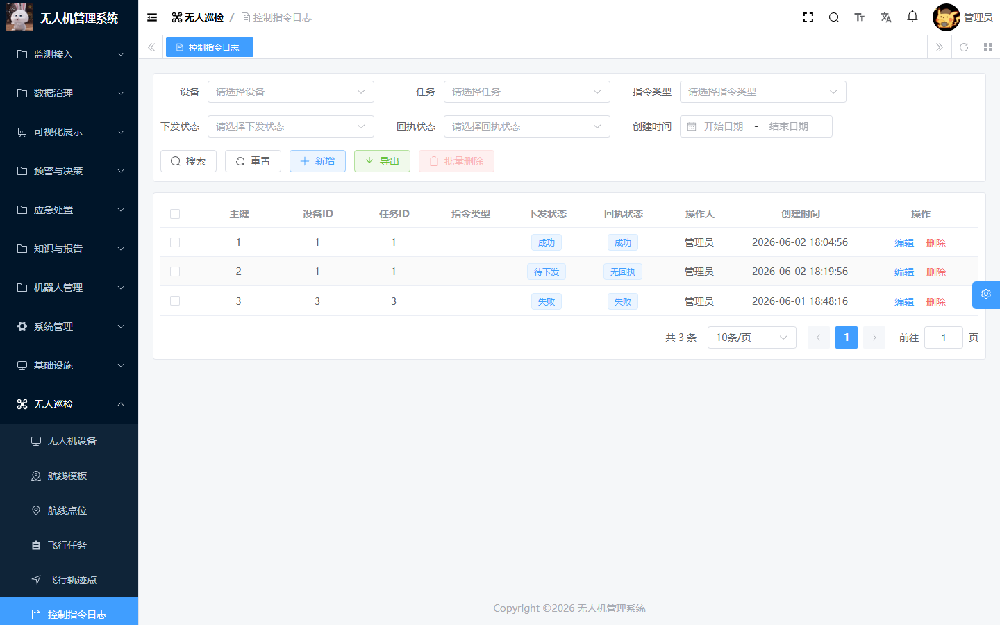 无人机管理系统
无人巡检 / 控制指令日志
管理员
控制指令日志
监测接入
数据治理
可视化展示
预警与决策
应急处置
知识与报告
机器人管理
系统管理
基础设施
无人巡检
无人机设备
航线模板
航线点位
飞行任务
飞行轨迹点
控制指令日志
设备 请选择设备 任务 请选择任务 指令类型 请选择指令类型
下发状态 请选择下发状态 回执状态 请选择回执状态 创建时间 开始日期 - 结束日期
搜索 重置 新增 导出 批量删除
主键 设备ID 任务ID 指令类型 下发状态 回执状态 操作人 创建时间 操作
1 1 1 成功 成功 管理员 2026-06-02 18:04:56 编辑 删除
2 1 1 待下发 无回执 管理员 2026-06-02 18:19:56 编辑 删除
3 3 3 失败 失败 管理员 2026-06-01 18:48:16 编辑 删除
共 3 条 10条/页 1 前往 1 页
Copyright ©2026 无人机管理系统